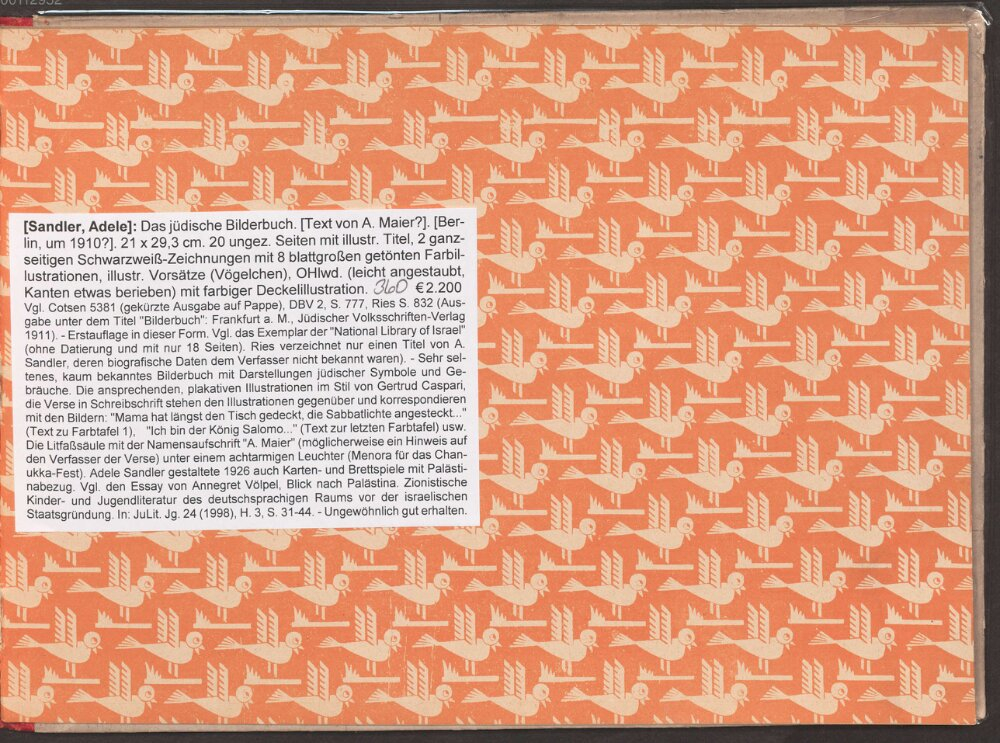 00112952
[Sandler, Adele]: Das jüdische Bilderbuch. [Text von A. Maier?]. [Ber-
lin, um 1910?]. 21 x 29,3 cm. 20 ungez. Seiten mit illustr. Titel, 2 ganz-
seitigen Schwarzweiß-Zeichnungen mit 8 blattgroßen getönten Farbil-
lustrationen, illustr. Vorsätze (Vögelchen), OHlwd. (leicht angestaubt,
Kanten etwas berieben) mit farbiger Deckelillustration. 360 €2.200
Vgl. Cotsen 5381 (gekürzte Ausgabe auf Pappe), DBV 2, S. 777, Ries S. 832 (Aus-
gabe unter dem Titel "Bilderbuch": Frankfurt a. M., Jüdischer Volksschriften-Verlag
1911). - Erstauflage in dieser Form. Vgl. das Exemplar der "National Library of Israel"
(ohne Datierung und mit nur 18 Seiten). Ries verzeichnet nur einen Titel von A.
Sandler, deren biografische Daten dem Verfasser nicht bekannt waren). - Sehr sel-
tenes, kaum bekanntes Bilderbuch mit Darstellungen jüdischer Symbole und Ge-
bräuche. Die ansprechenden, plakativen Illustrationen im Stil von Gertrud Caspari,
die Verse in Schreibschrift stehen den Illustrationen gegenüber und korrespondieren
mit den Bildern: "Mama hat längst den Tisch gedeckt, die Sabbatlichte angesteckt..."
(Text zu Farbtafel 1), "Ich bin der König Salomo..." (Text zur letzten Farbtafel) usw.
Die Litfaßsäule mit der Namensaufschrift "A. Maier" (möglicherweise ein Hinweis auf
den Verfasser der Verse) unter einem achtarmigen Leuchter (Menora für das Chan-
ukka-Fest). Adele Sandler gestaltete 1926 auch Karten- und Brettspiele mit Palästi-
nabezug. Vgl. den Essay von Annegret Völpel, Blick nach Palästina. Zionistische
Kinder- und Jugendliteratur des deutschsprachigen Raums vor der israelischen
Staatsgründung. In: JuLit. Jg. 24 (1998), H. 3, S. 31-44. - Ungewöhnlich gut erhalten.